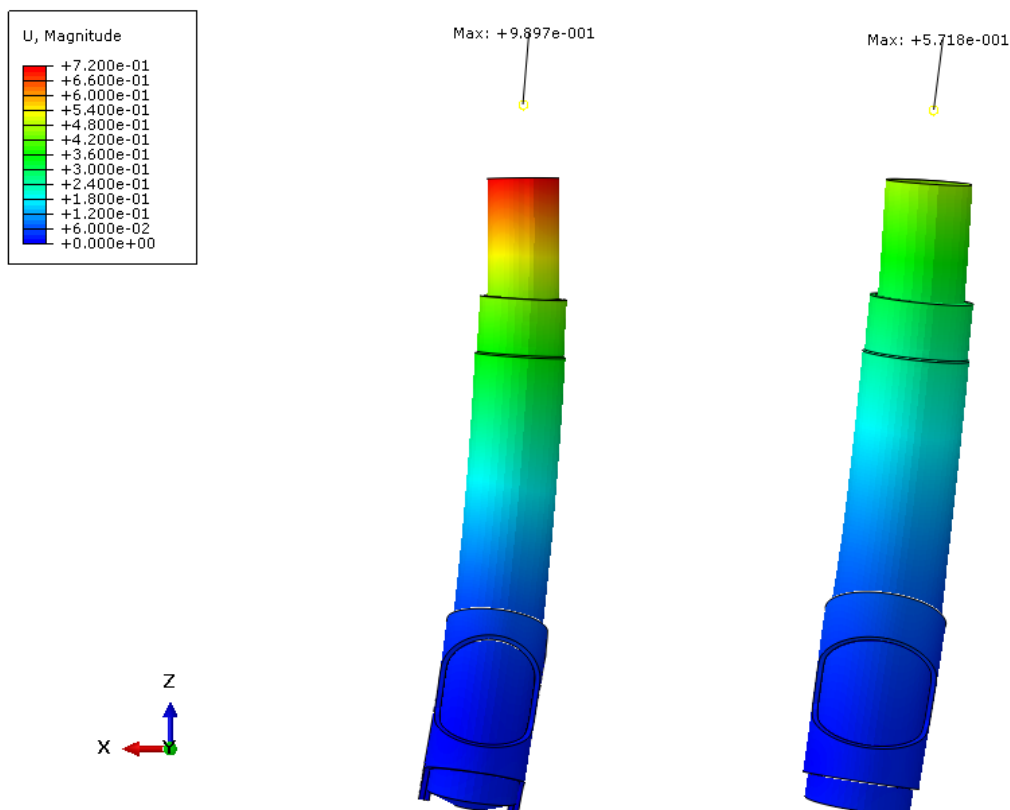 U, Magnitude
+7.200e-01
+6.600e-01
+6.000e-01
+5.400e-01
+4.800e-01
+4.200e-01
+3.600e-01
+3.000e-01
+2.400e-01
+1.800e-01
+1.200e-01
+6.000e-02
+0.000e+00
Max: +9.897e-001
Max: +5.718e-001
Z
X
Y